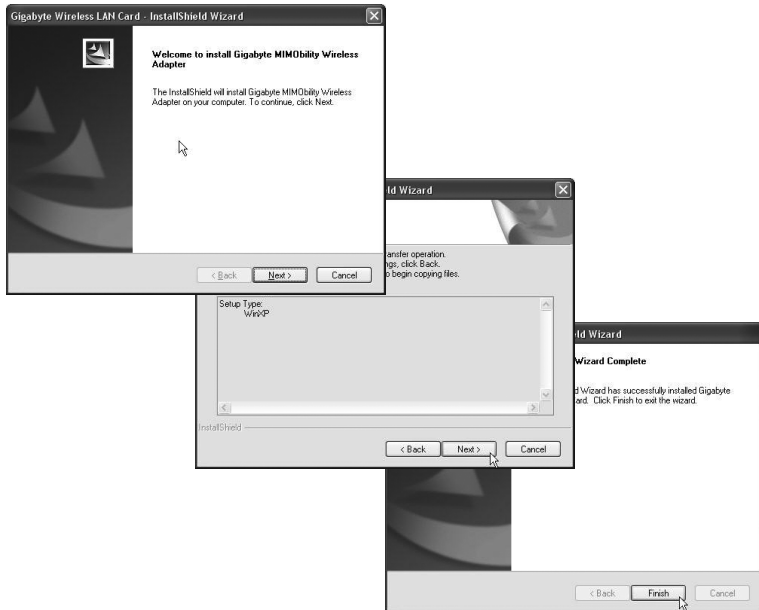 Gigabyte Wireless LAN Card - InstallShield Wizard
Welcome to install Gigabyte MIMObility Wireless
Adapter
The InstallShield will install Gigabyte MIMObility Wireless
Adapter on your computer. To continue, click Next.
< Back
Next >
Cancel
ld Wizard
ansfer operation.
ngs, click Back.
o begin copying files.
Setup Type:
WinXP
InstallShield
< Back
Next >
Cancel
ld Wizard
Wizard Complete
d Wizard has successfully installed Gigabyte
ard. Click Finish to exit the wizard.
< Back
Finish
Cancel